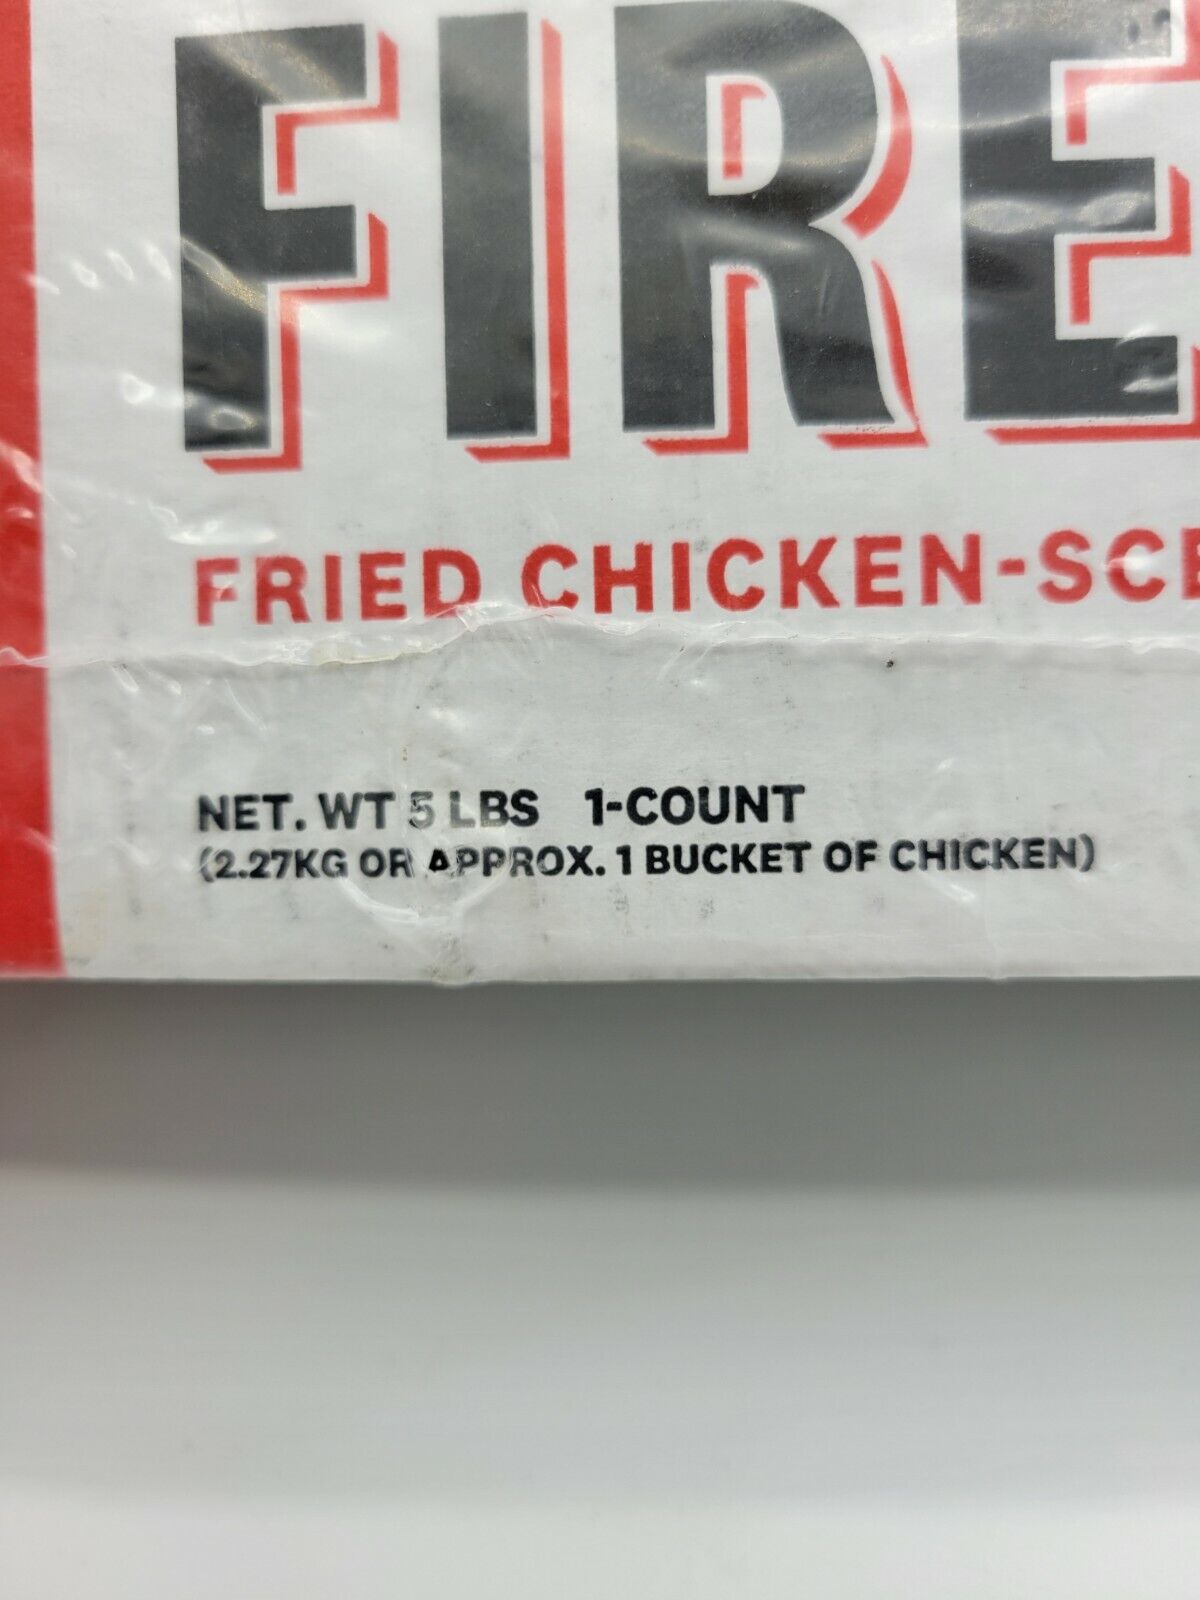 FIRE
FRIED CHICKEN-SCE
NET. WT 5 LBS 1-COUNT
(2.27KG OR APPROX. 1 BUCKET OF CHICKEN)